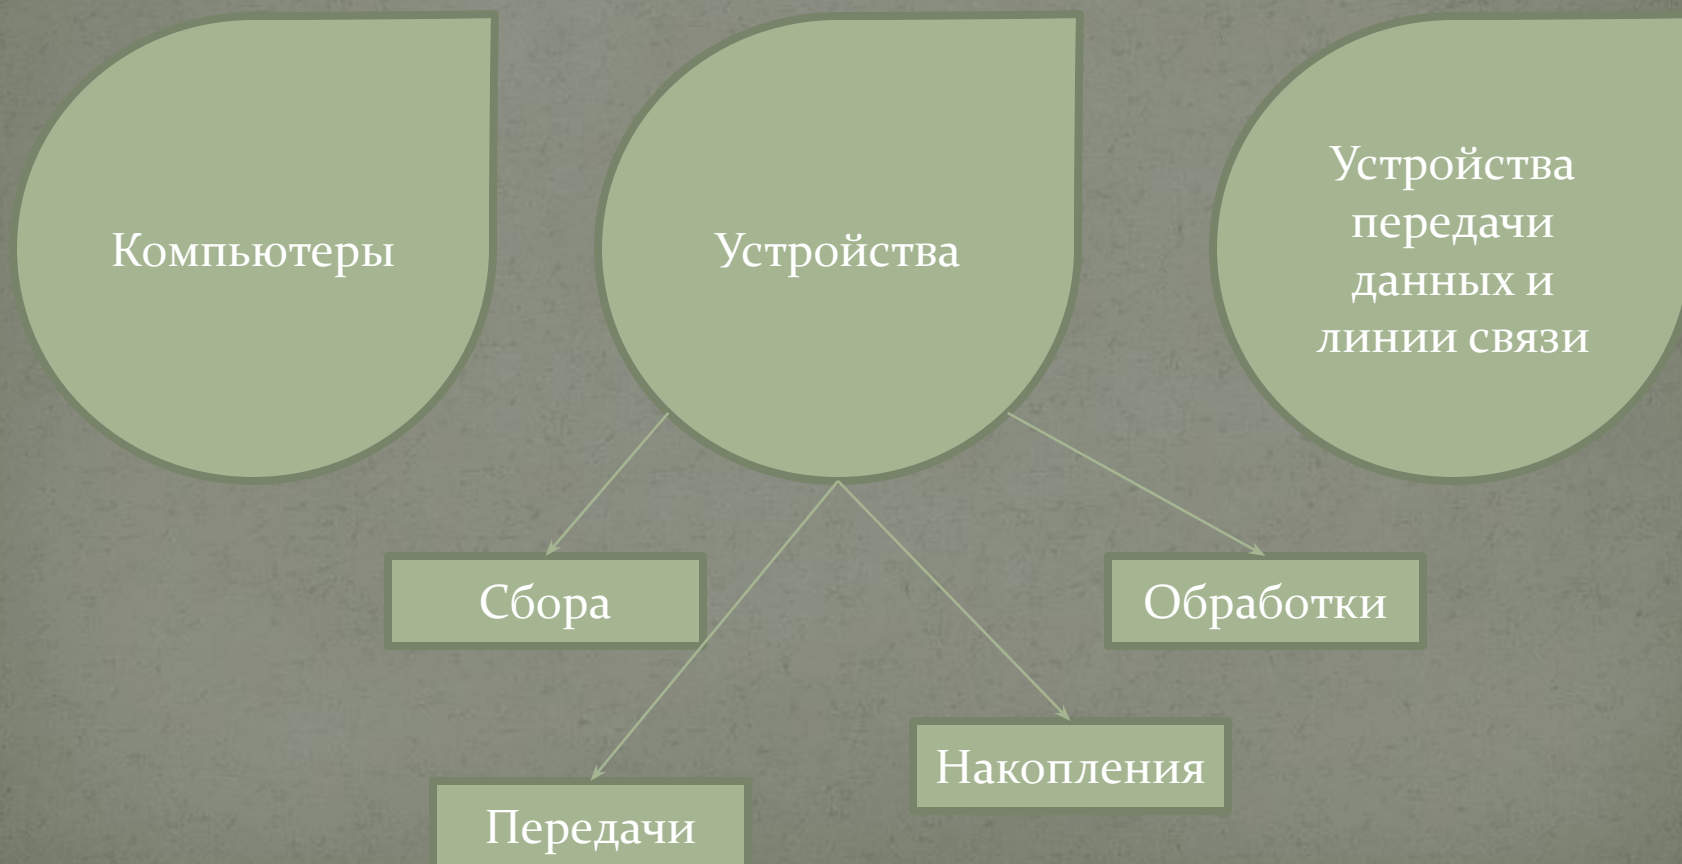 Компьютеры
Устройства
Устройства
передачи
данных и
линии связи
Сбора
Обработки
Накопления
Передачи